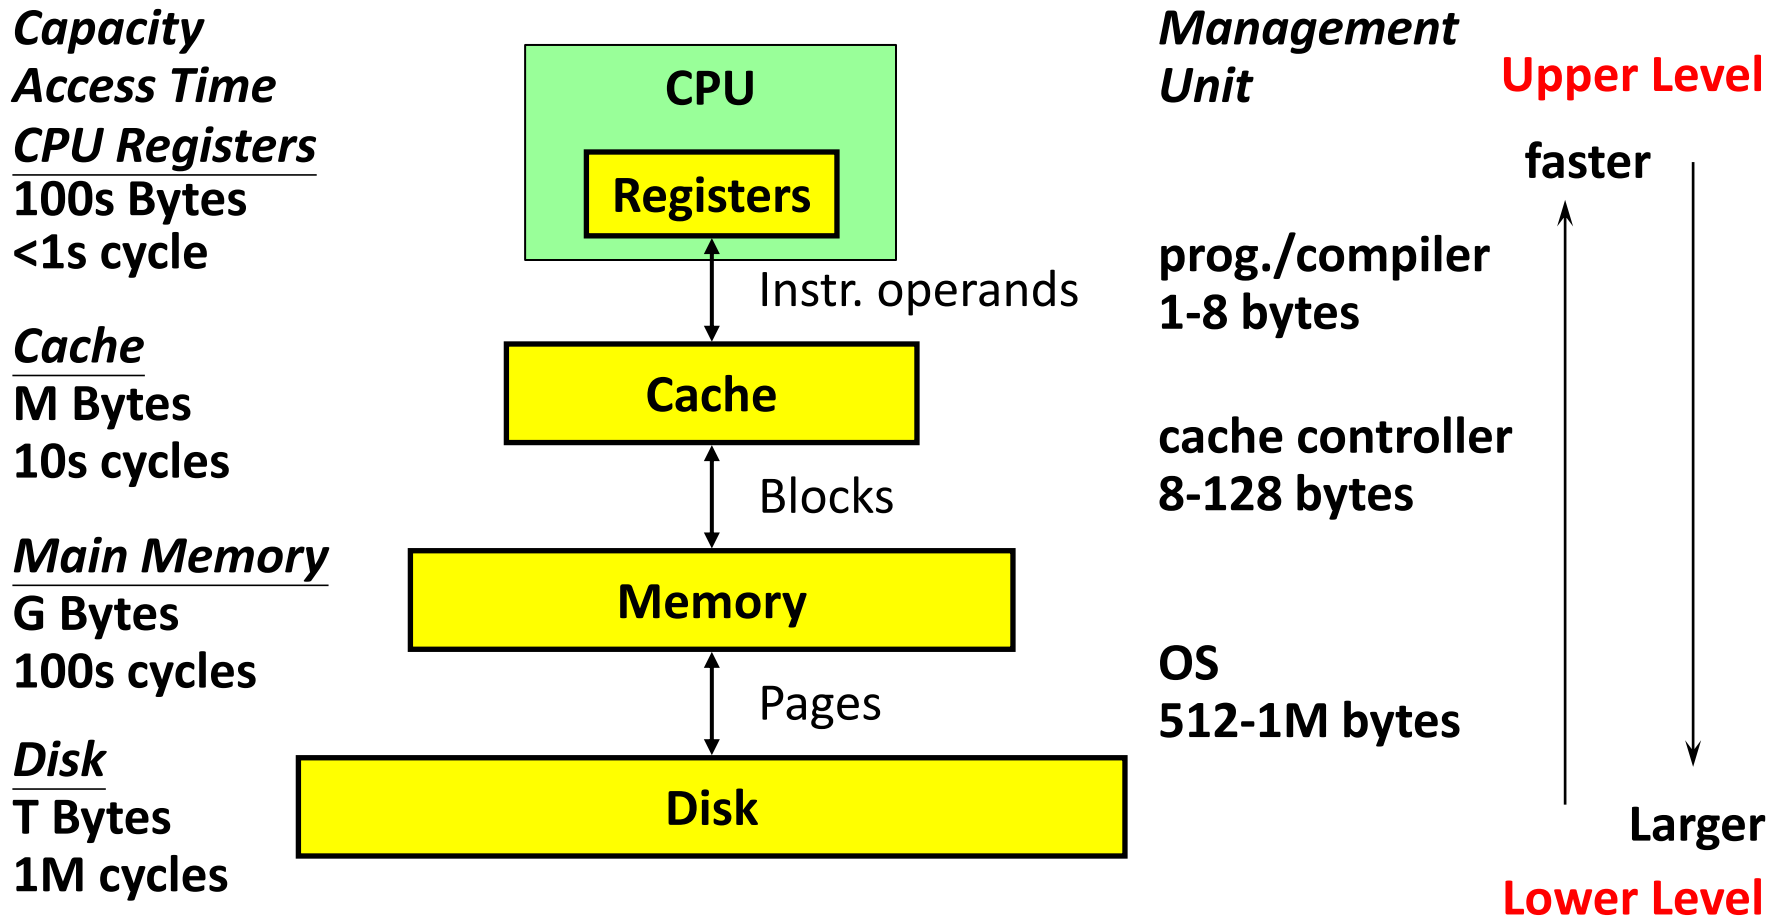 Capacity
Access Time
CPU Registers
100s Bytes
<1s cycle
Cache
M Bytes
10s cycles
Main Memory
G Bytes
100s cycles
Disk
T Bytes
1M cycles
CPU
Registers
Instr. operands
Cache
Blocks
Memory
Pages
Disk
Management
Unit
prog./compiler
1-8 bytes
cache controller
8-128 bytes
OS
512-1M bytes
Upper Level
faster
Larger
Lower Level